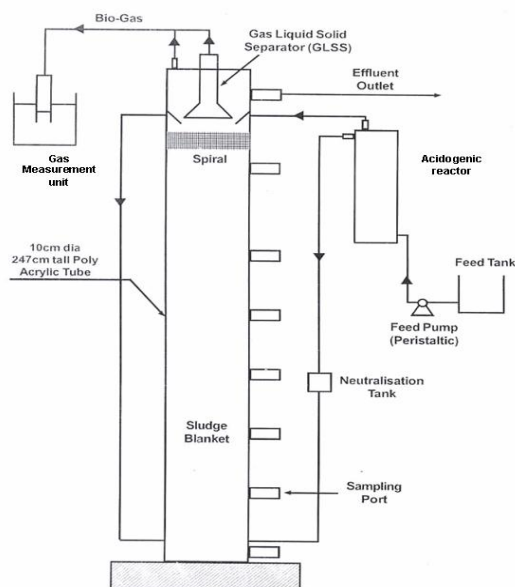 Bio-Gas
Gas Liquid Solid
Separator (GLSS)
Effluent
Outlet
Gas
Measurement
unit
Spiral
Acidogenic
reactor
10cm dia
247cm tall Poly
Acrylic Tube
Feed Tank
Feed Pump
(Peristaltic)
Neutralisation
Tank
Sludge
Blanket
Sampling
Port